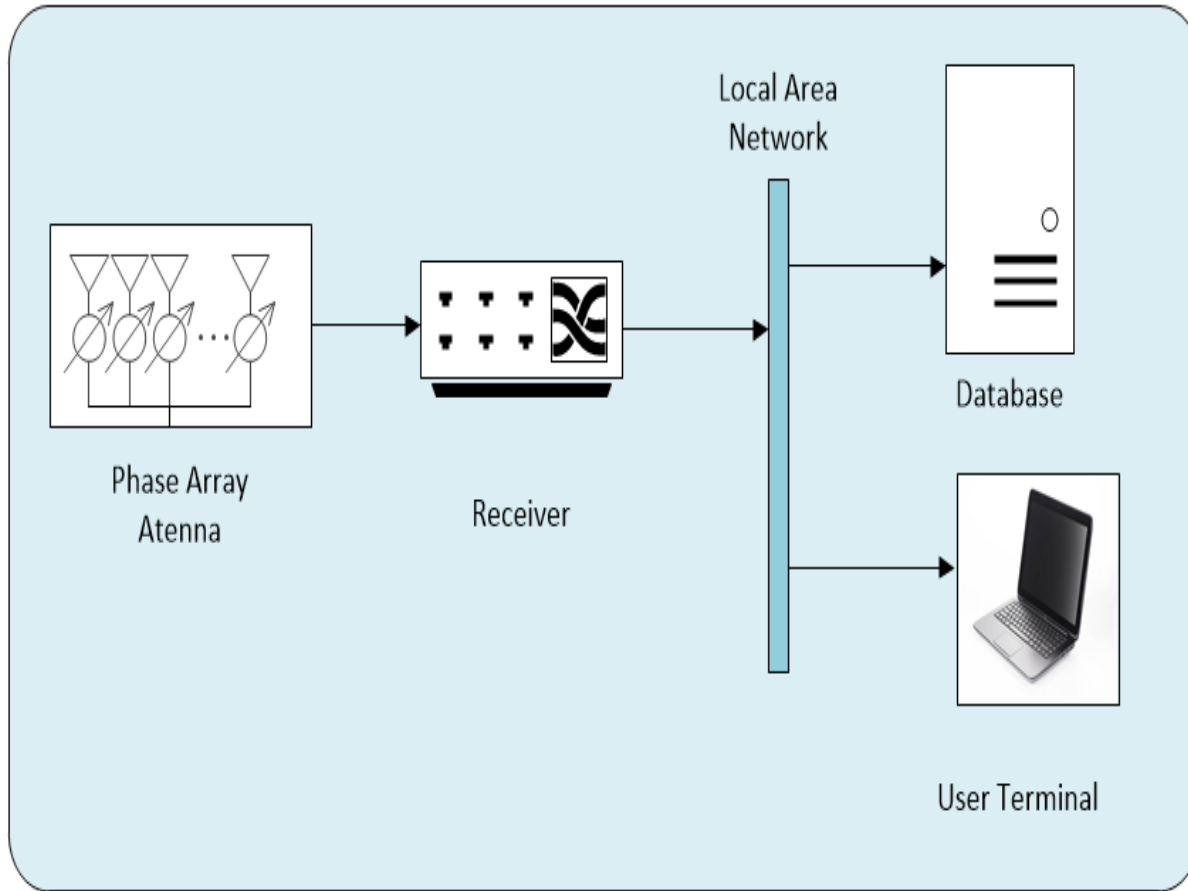 Local Area
Network
Database
Phase Array
Atenna
Receiver
User Terminal